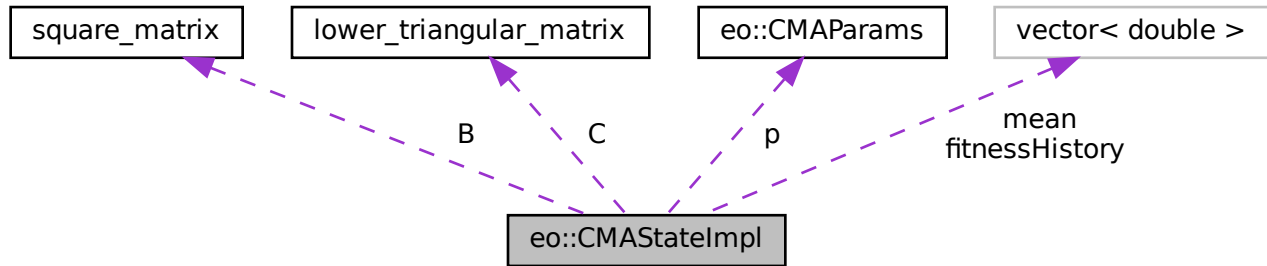 square_matrix
lower_triangular_matrix
eo::CMAParams
vector< double >
B
C
p
mean
fitnessHistory
eo::CMAStateImpl